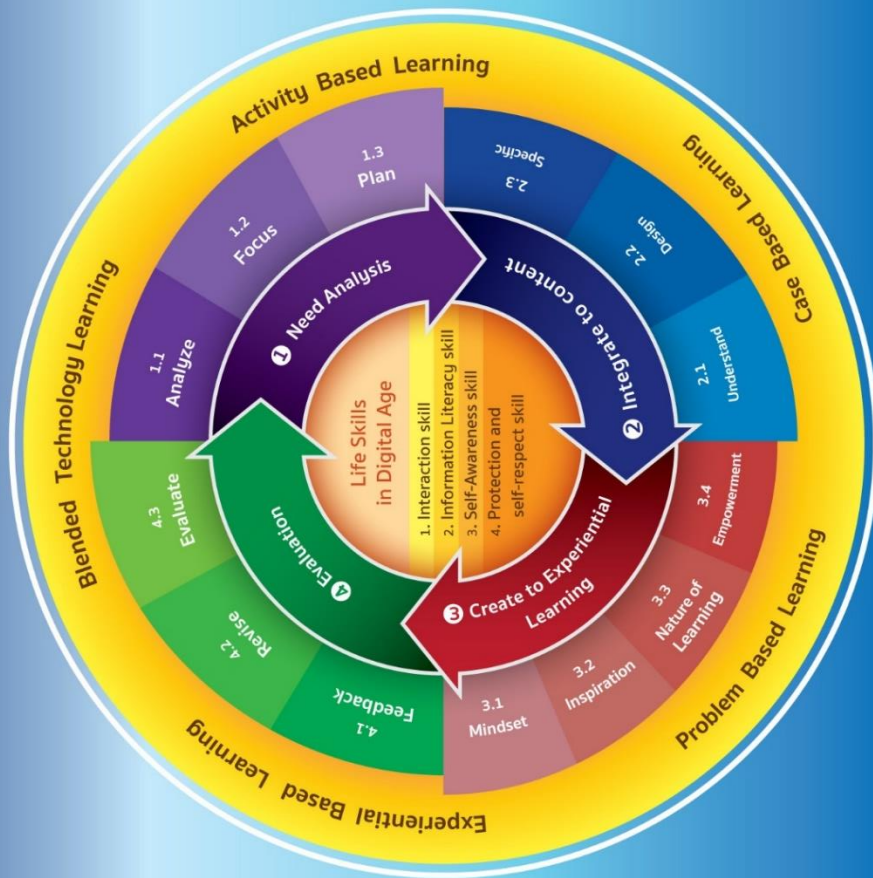 Activity Based Learning
Case Based Learning
Problem Based Learning
Experiential Based Learning
Blended Technology Learning
❶ Need Analysis
1.1
Analyze
1.2
Focus
1.3
Plan
❷ Integrate to content
2.1
Understand
2.2
Design
2.3
Specific
❸ Create to Experiential
Learning
3.1
Mindset
3.2
Inspiration
3.3
Nature of
Learning
3.4
Empowerment
❹ Evaluation
4.1
Feedback
4.2
Revise
4.3
Evaluate
Life Skills
in Digital Age
1. Interaction skill
2. Information Literacy skill
3. Self-Awareness skill
4. Protection and
self-respect skill